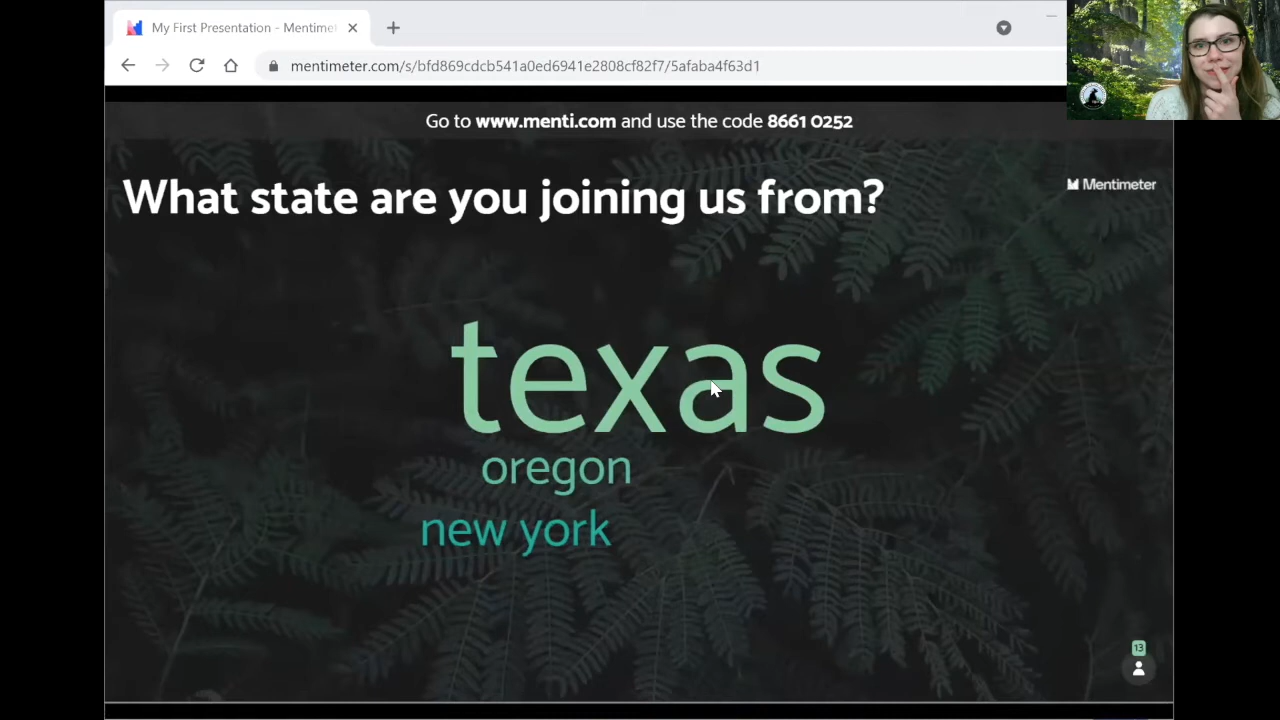 My First Presentation - Mentime
mentimeter.com/s/bfd869cdcb541a0ed6941e2808cf82f7/5afaba4f63d1
Go to www.menti.com and use the code 8661 0252
What state are you joining us from?
Mentimeter
texas
oregon
new york
13